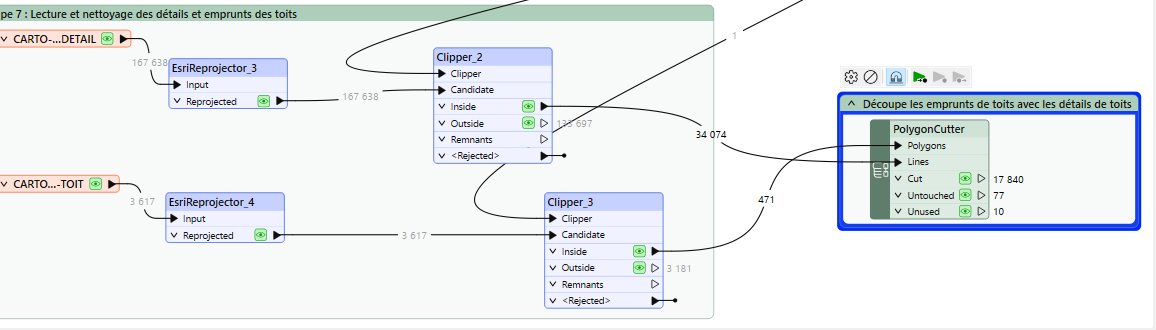 pe 7 : Lecture et nettoyage des détails et emprunts des toits
CARTO-...DETAIL
167 638
EsriReprojector_3
Input
Reprojected
167 638
Clipper_2
Clipper
Candidate
Inside
Outside
Remnants
<Rejected>
133 697
34 074
1
CARTO...-TOIT
3 617
EsriReprojector_4
Input
Reprojected
3 617
Clipper_3
Clipper
Candidate
Inside
Outside
Remnants
<Rejected>
3 181
471
Découpe les emprunts de toits avec les détails de toits
PolygonCutter
Polygons
Lines
Cut
17 840
Untouched
77
Unused
10